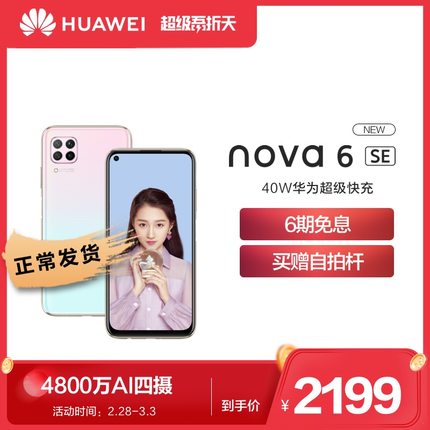 HUAWEI 超级吾折天
NEW
nova 6 SE
40W华为超级快充
6期免息
买赠自拍杆
正常发货
4800万AI四摄
活动时间：2.28-3.3
到手价 ¥2199